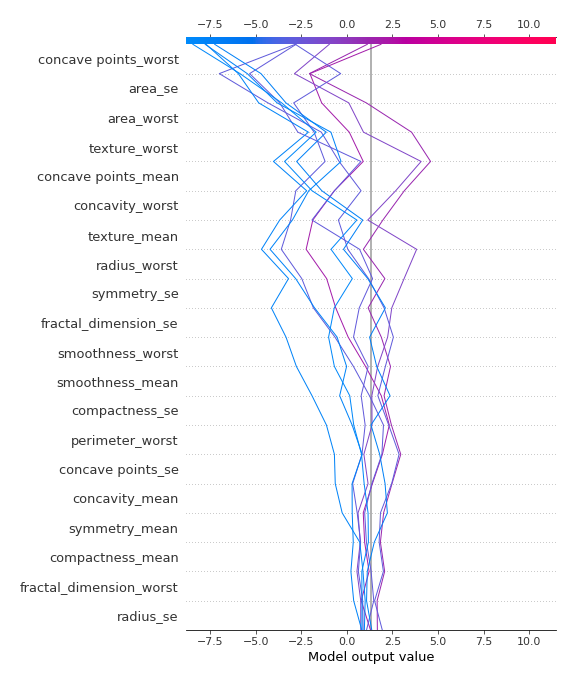 −7.5 −5.0 −2.5 0.0 2.5 5.0 7.5 10.0
concave points_worst
area_se
area_worst
texture_worst
concave points_mean
concavity_worst
texture_mean
radius_worst
symmetry_se
fractal_dimension_se
smoothness_worst
smoothness_mean
compactness_se
perimeter_worst
concave points_se
concavity_mean
symmetry_mean
compactness_mean
fractal_dimension_worst
radius_se
−7.5 −5.0 −2.5 0.0 2.5 5.0 7.5 10.0
Model output value